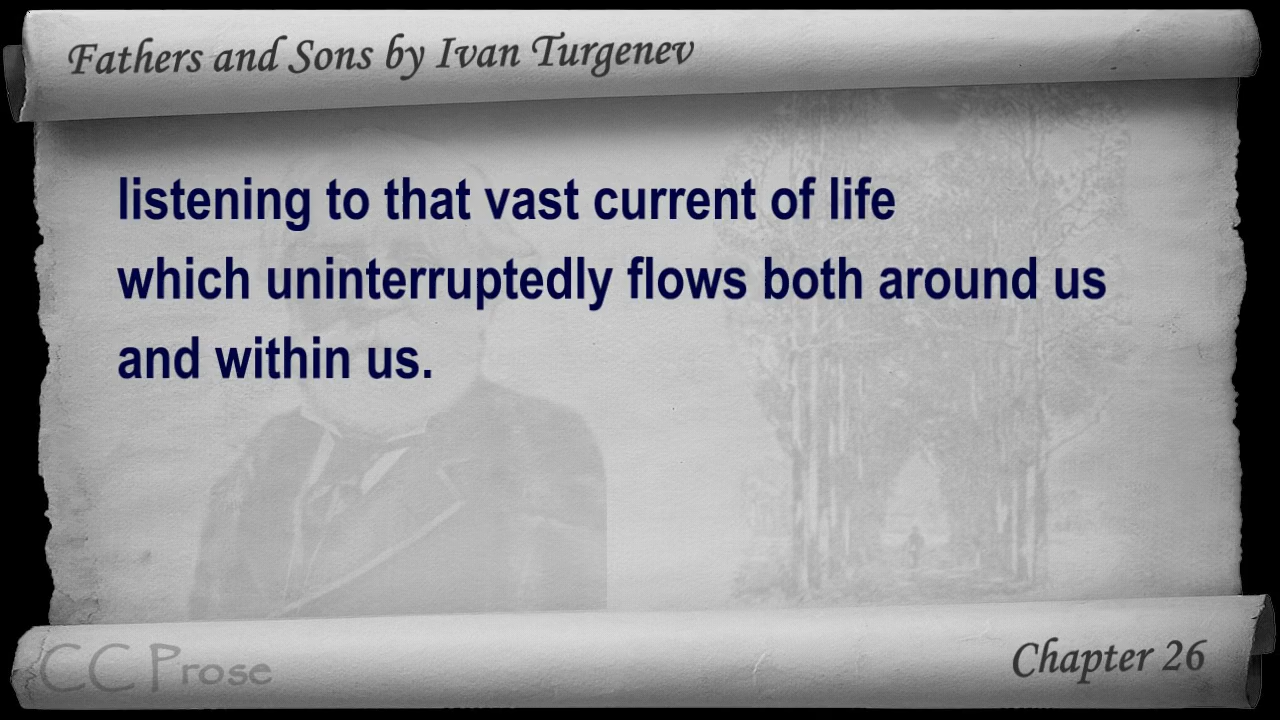 Fathers and Sons by Ivan Turgenev
listening to that vast current of life
which uninterruptedly flows both around us
and within us.
CC Prose
Chapter 26